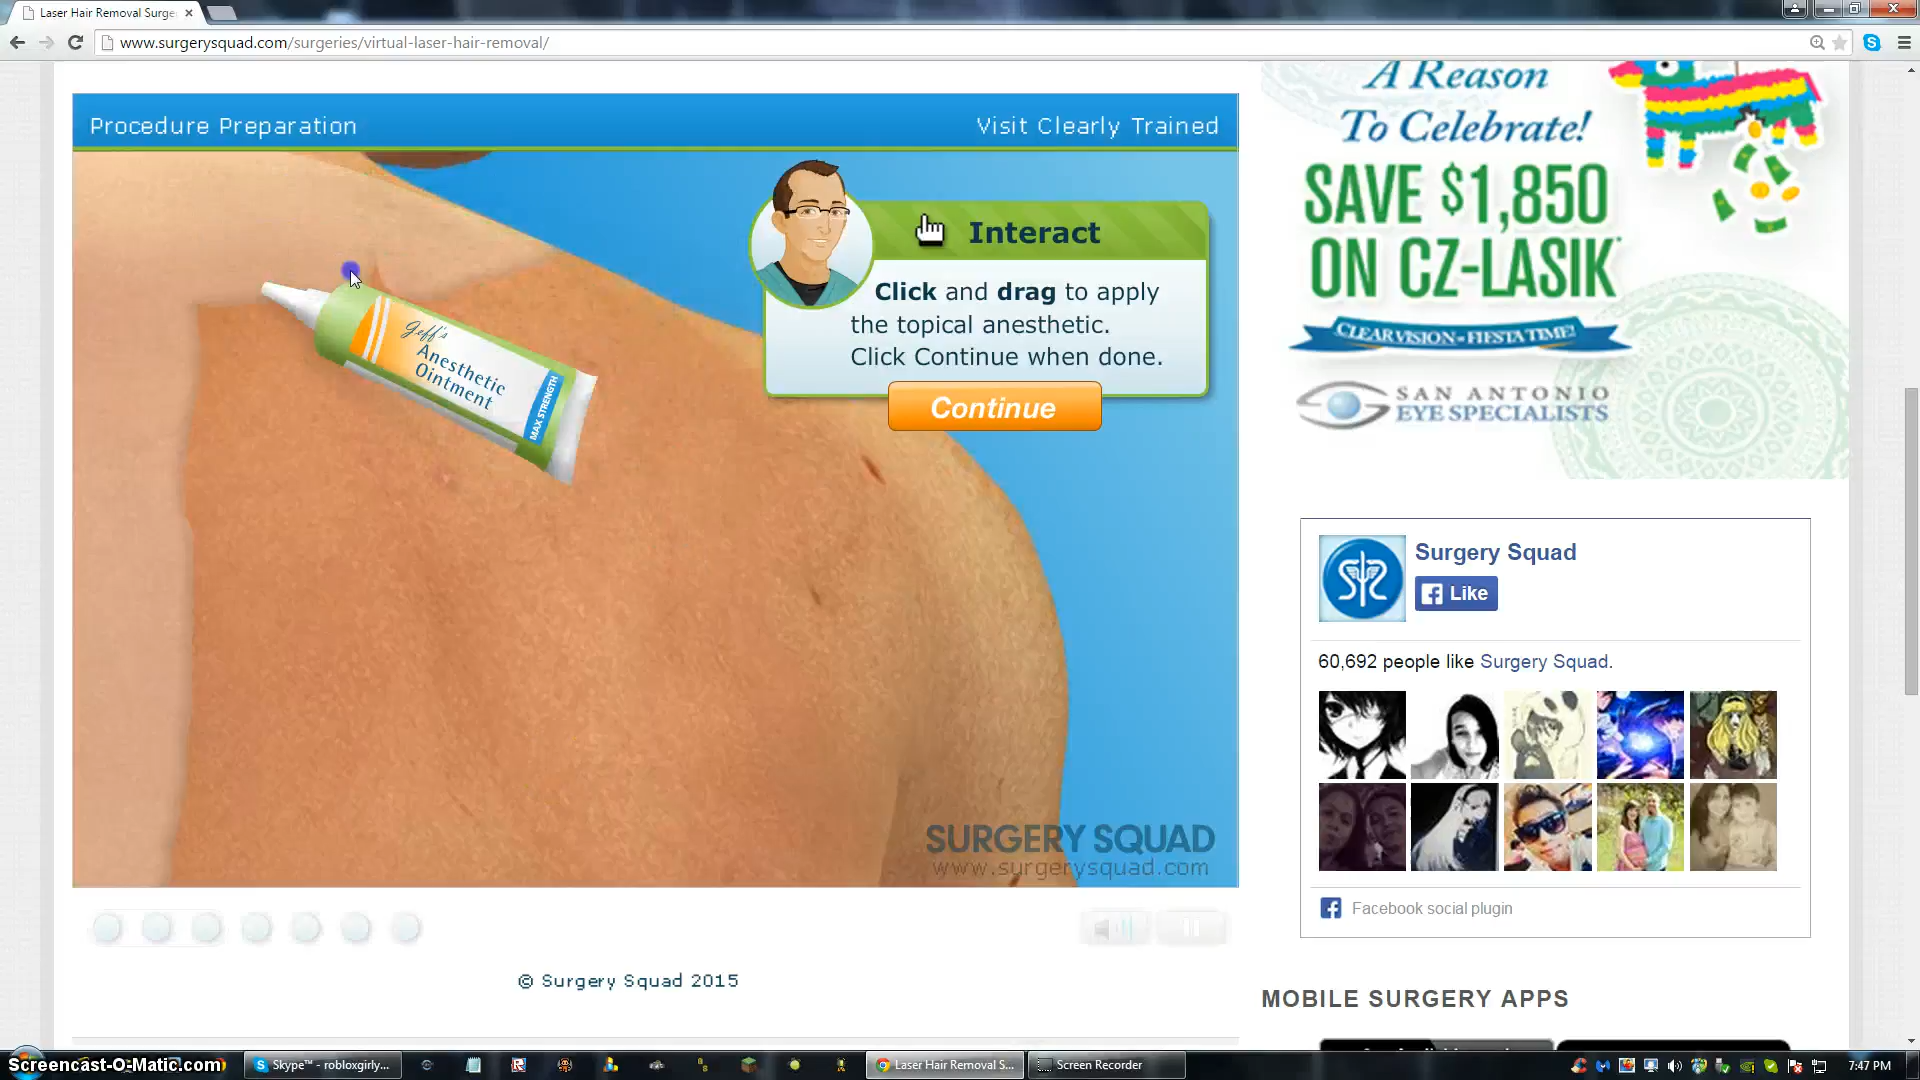 Laser Hair Removal Surge
www.surgerysquad.com/surgeries/virtual-laser-hair-removal/
Procedure Preparation
Visit Clearly Trained
Interact
Click and drag to apply
the topical anesthetic.
Click Continue when done.
Continue
Jeff's
Anesthetic
Ointment
MAX STRENGTH
SURGERY SQUAD
www.surgerysquad.com
© Surgery Squad 2015
A Reason
To Celebrate!
SAVE $1,850
ON CZ-LASIK
CLEARVISION - FIESTA TIME!
SAN ANTONIO
EYE SPECIALISTS
Surgery Squad
Like
60,692 people like Surgery Squad.
Facebook social plugin
MOBILE SURGERY APPS
Screencast-O-Matic.com
Skype™ - robloxgirly...
Laser Hair Removal S...
Screen Recorder
7:47 PM